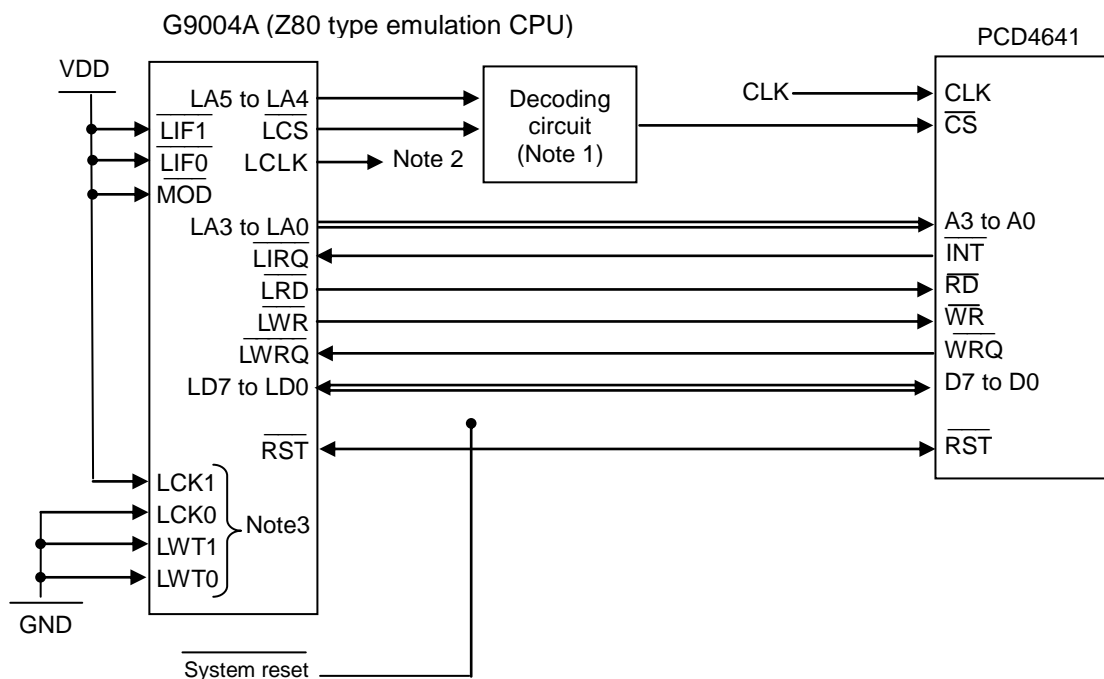 G9004A (Z80 type emulation CPU)
PCD4641
VDD
LA5 to LA4
LIF1
LCS
LIF0
LCLK
Note 2
MOD
Decoding
circuit
(Note 1)
CLK
CLK
CS
LA3 to LA0
A3 to A0
LIRQ
INT
LRD
RD
LWR
WR
LWRQ
WRQ
LD7 to LD0
D7 to D0
RST
RST
LCK1
LCK0
Note3
LWT1
LWT0
GND
System reset